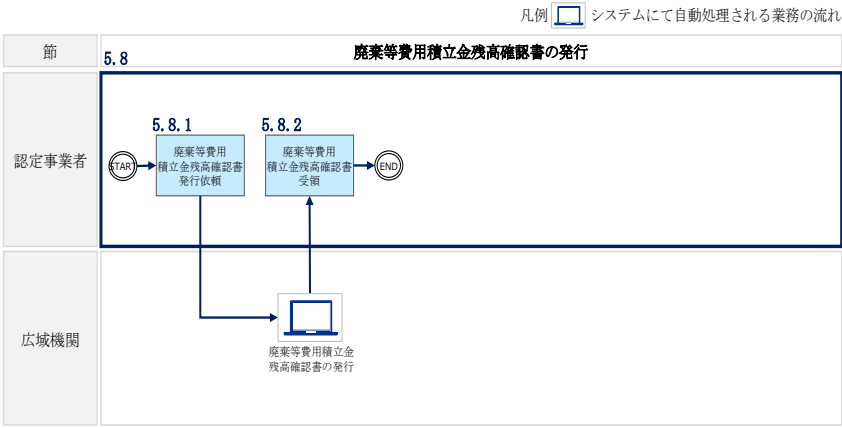 凡例 システムにて自動処理される業務の流れ
節
5.8
廃棄等費用積立金残高確認書の発行
認定事業者
5.8.1
5.8.2
START
廃棄等費用
積立金残高確認書
発行依頼
廃棄等費用
積立金残高確認書
受領
END
広域機関
廃棄等費用積立金
残高確認書の発行